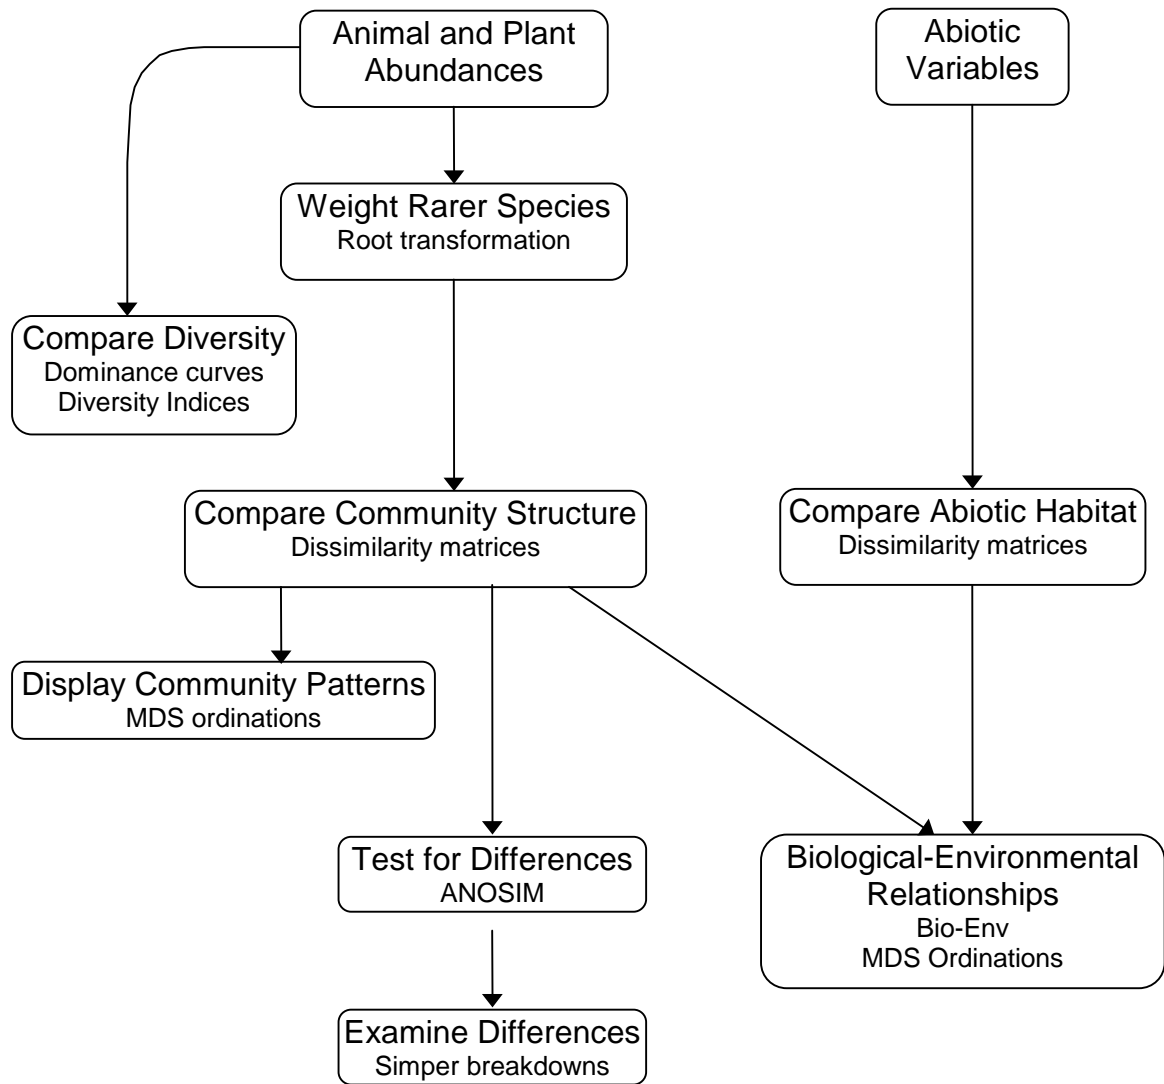 Animal and Plant
Abundances
Abiotic
Variables
Weight Rarer Species
Root transformation
Compare Diversity
Dominance curves
Diversity Indices
Compare Community Structure
Dissimilarity matrices
Compare Abiotic Habitat
Dissimilarity matrices
Display Community Patterns
MDS ordinations
Test for Differences
ANOSIM
Biological-Environmental
Relationships
Bio-Env
MDS Ordinations
Examine Differences
Simper breakdowns